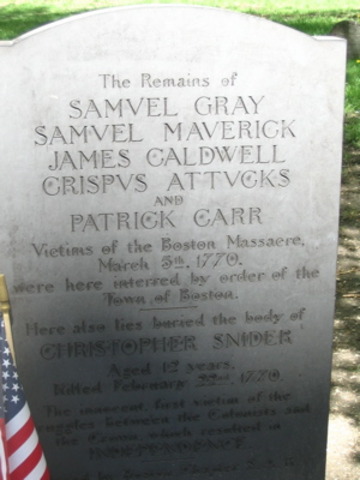 The Remains of
SAMVEL GRAY
SAMVEL MAVERICK
JAMES CALDWELL
CRISPVS ATTVCKS
AND
PATRICK CARR
Victims of the Boston Massacre,
March 5th, 1770,
were here interred by order of the
Town of Boston.
Here also lies buried the body of
CHRISTOPHER SNIDER
Aged 12 years,
Killed February 22nd, 1770.
The innocent, first victim of the
struggles between the Colonists and
the Crown, which resulted in
INDEPENDENCE